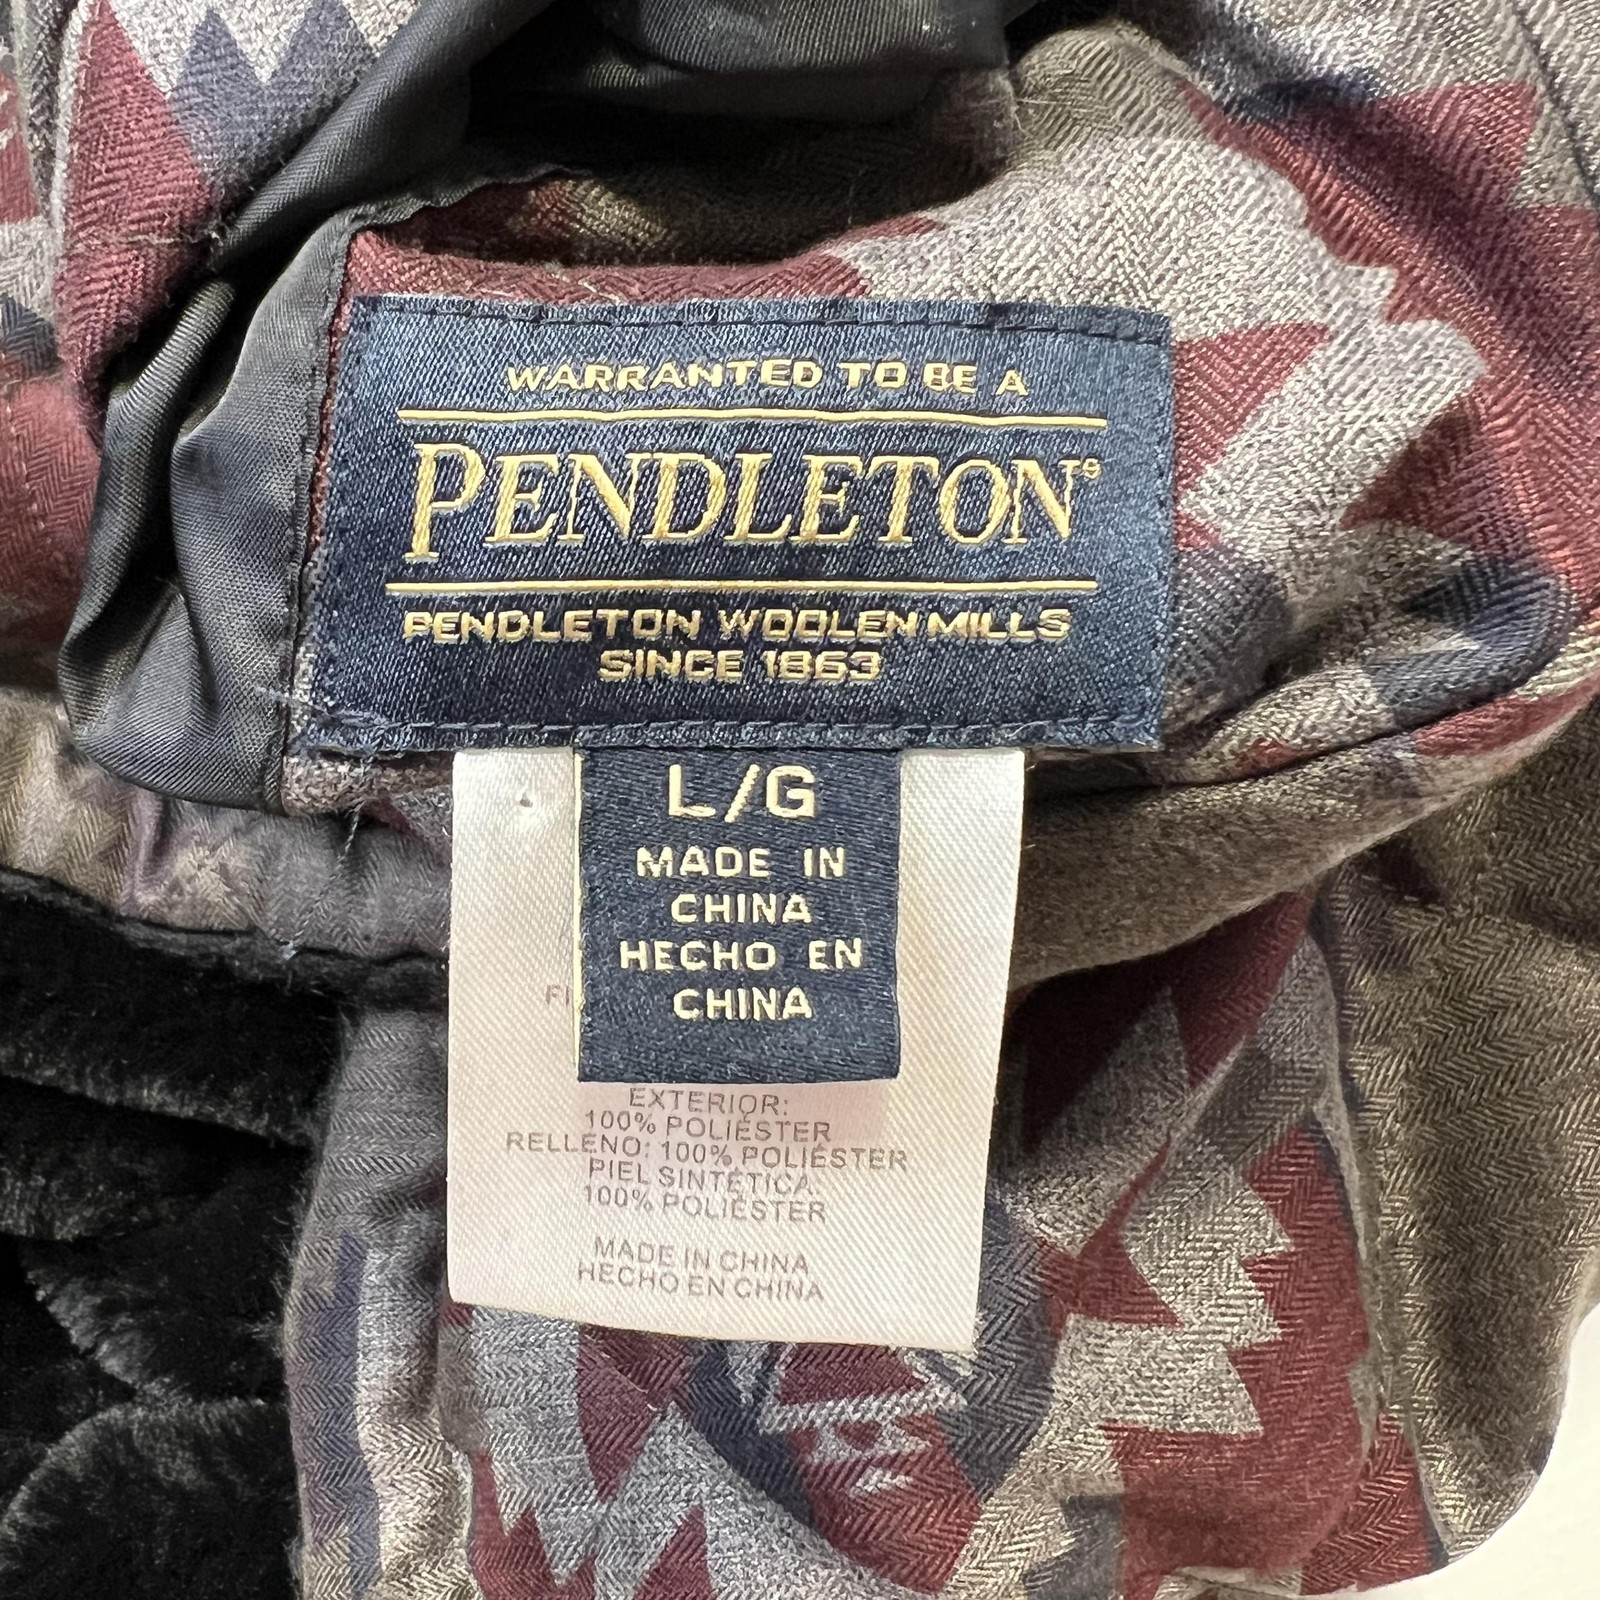 WARRANTED TO BE A
PENDLETON®
PENDLETON WOOLEN MILLS
SINCE 1863
L/G
MADE IN
CHINA
HECHO EN
CHINA
EXTERIOR:
100% POLIÉSTER
RELLENO: 100% POLIÉSTER
PIEL SINTÉTICA:
100% POLIÉSTER
MADE IN CHINA
HECHO EN CHINA